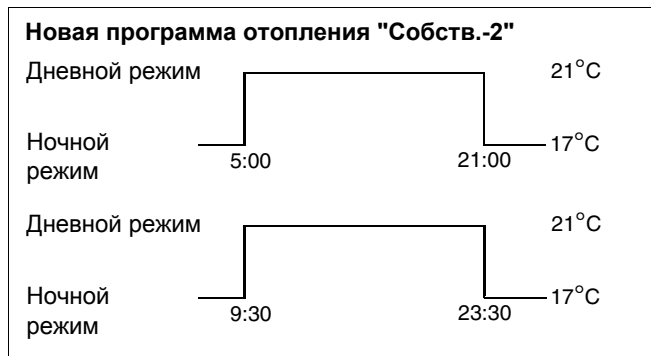 Новая программа отопления "Собств.-2"
Дневной режим 21°C
Ночной режим 17°C
5:00 21:00
Дневной режим 21°C
Ночной режим 17°C
9:30 23:30